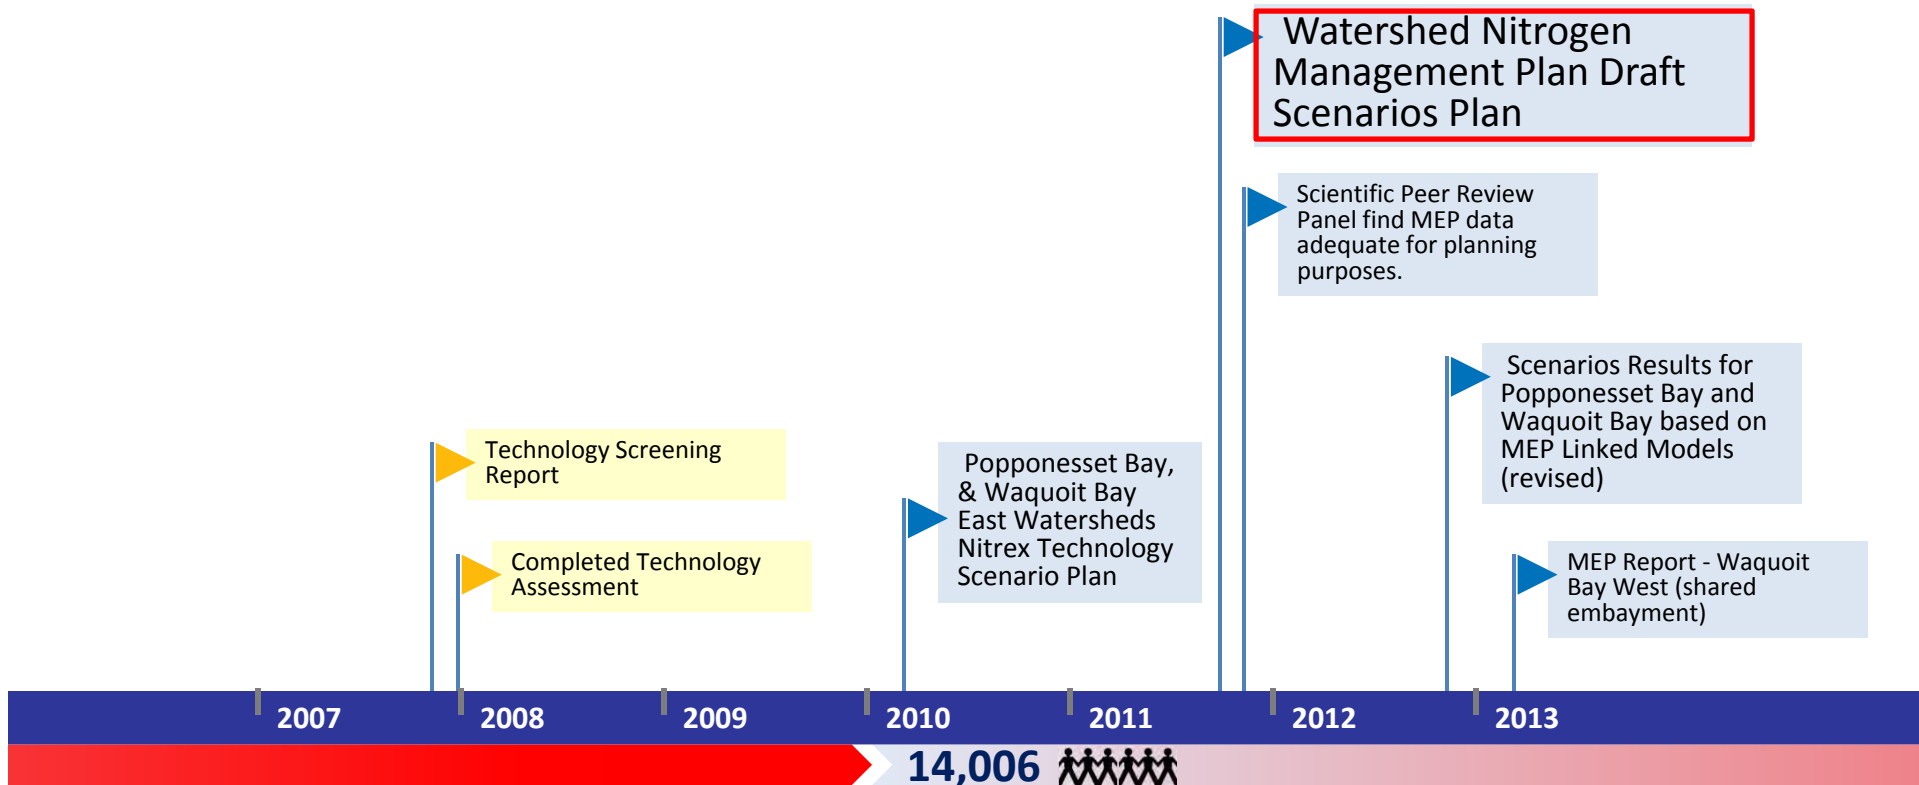 Watershed Nitrogen
Management Plan Draft
Scenarios Plan
Scientific Peer Review
Panel find MEP data
adequate for planning
purposes.
Scenarios Results for
Popponesset Bay and
Waquoit Bay based on
MEP Linked Models
(revised)
Technology Screening
Report
Popponesset Bay,
& Waquoit Bay
East Watersheds
Nitrex Technology
Scenario Plan
Completed Technology
Assessment
MEP Report - Waquoit
Bay West (shared
embayment)
2007 2008 2009 2010 2011 2012 2013
14,006